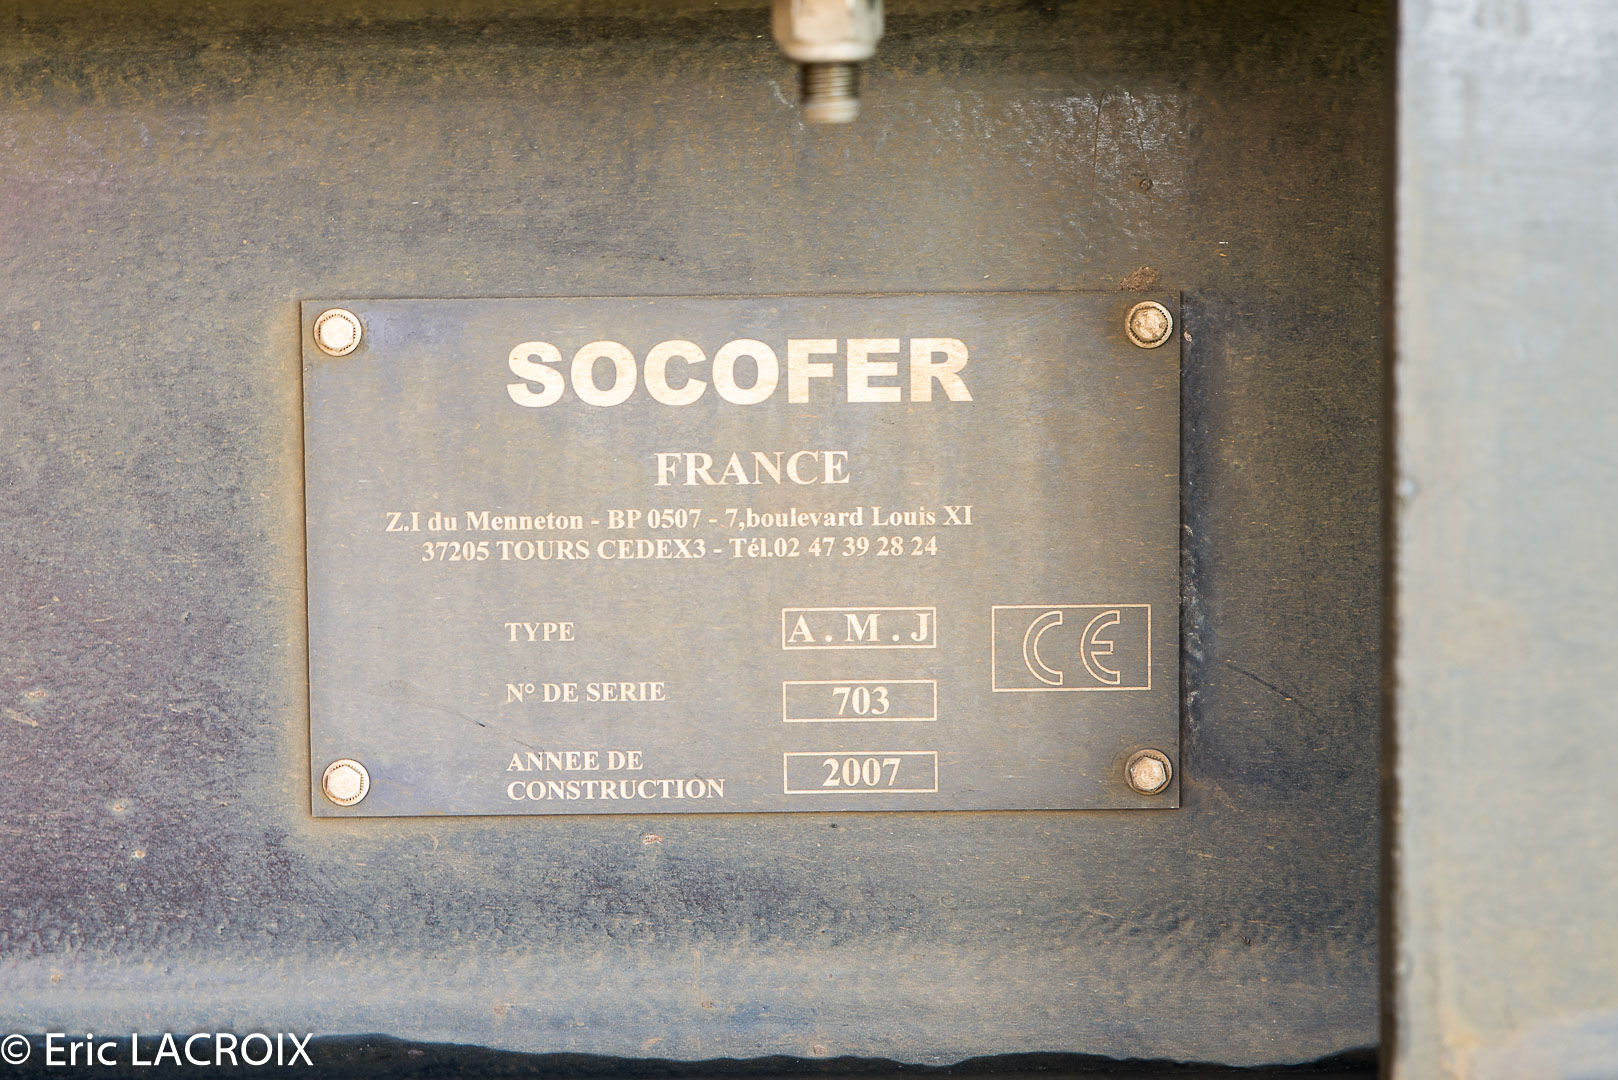 SOCOFER
FRANCE
Z.I du Menneton - BP 0507 - 7,boulevard Louis XI
37205 TOURS CEDEX3 - Tél.02 47 39 28 24
TYPE A . M . J
CE
N° DE SERIE 703
ANNEE DE
CONSTRUCTION 2007
© Eric LACROIX